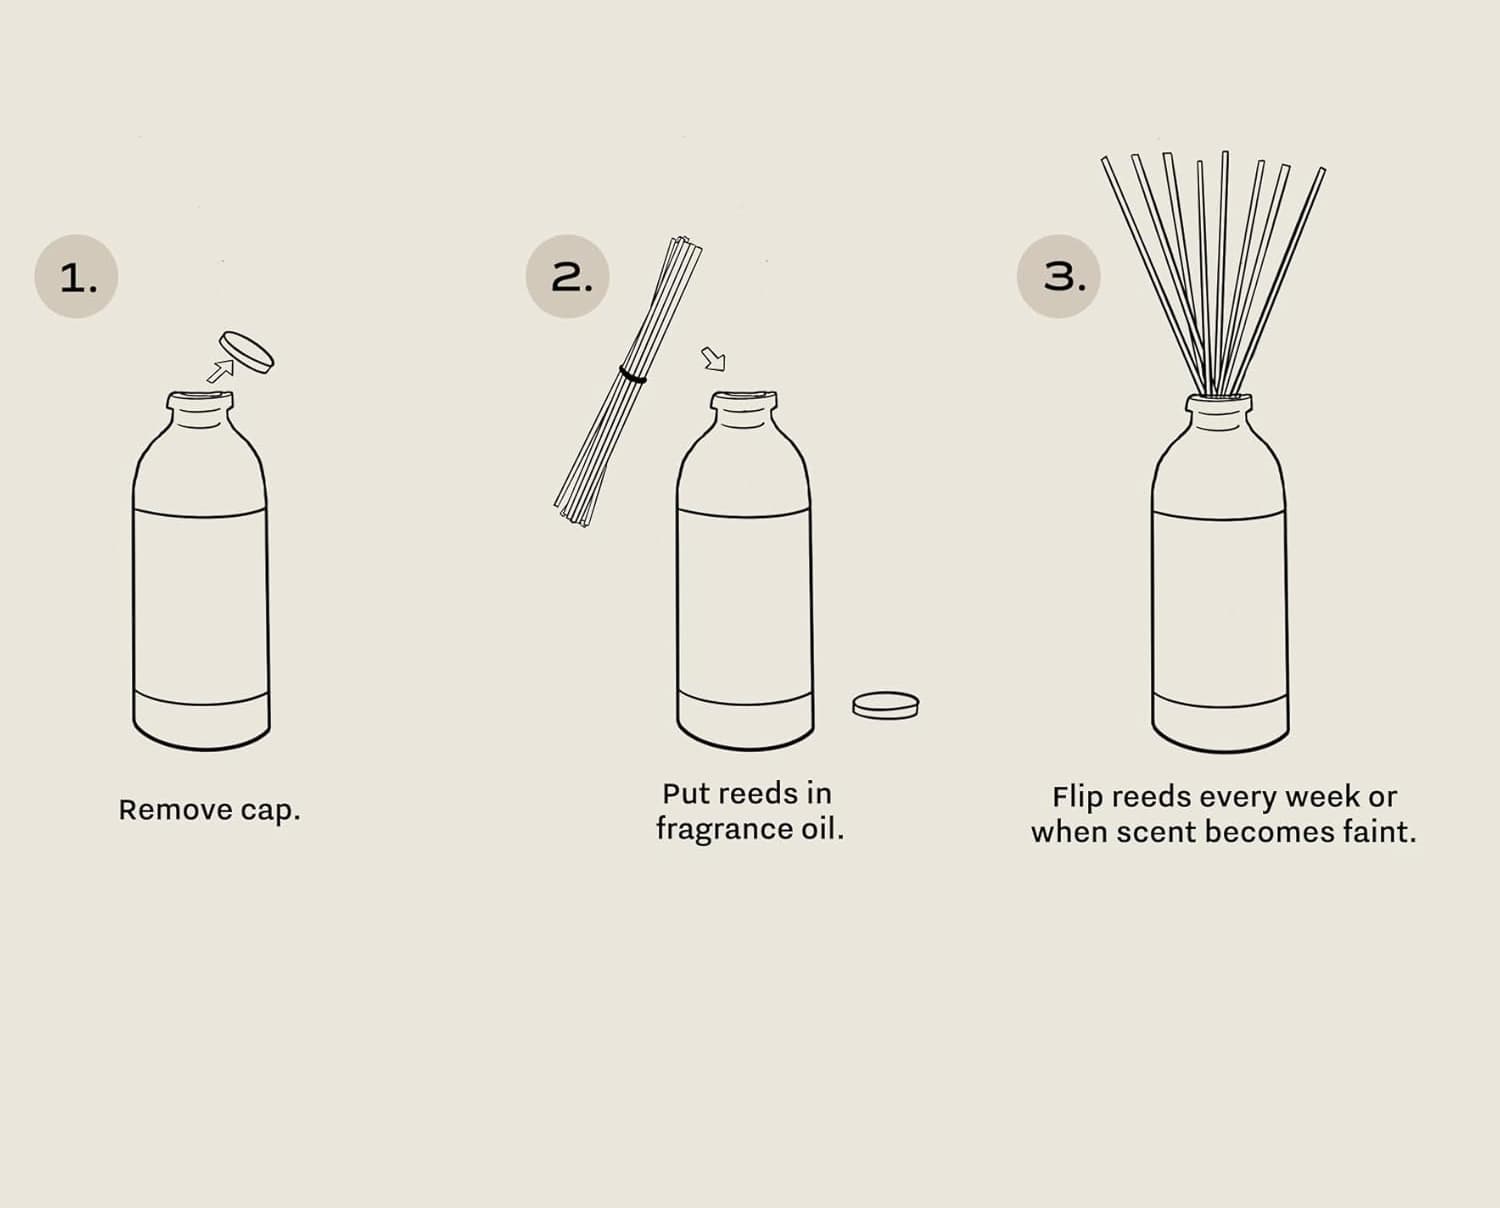 1.
Remove cap.
2.
Put reeds in
fragrance oil.
3.
Flip reeds every week or
when scent becomes faint.